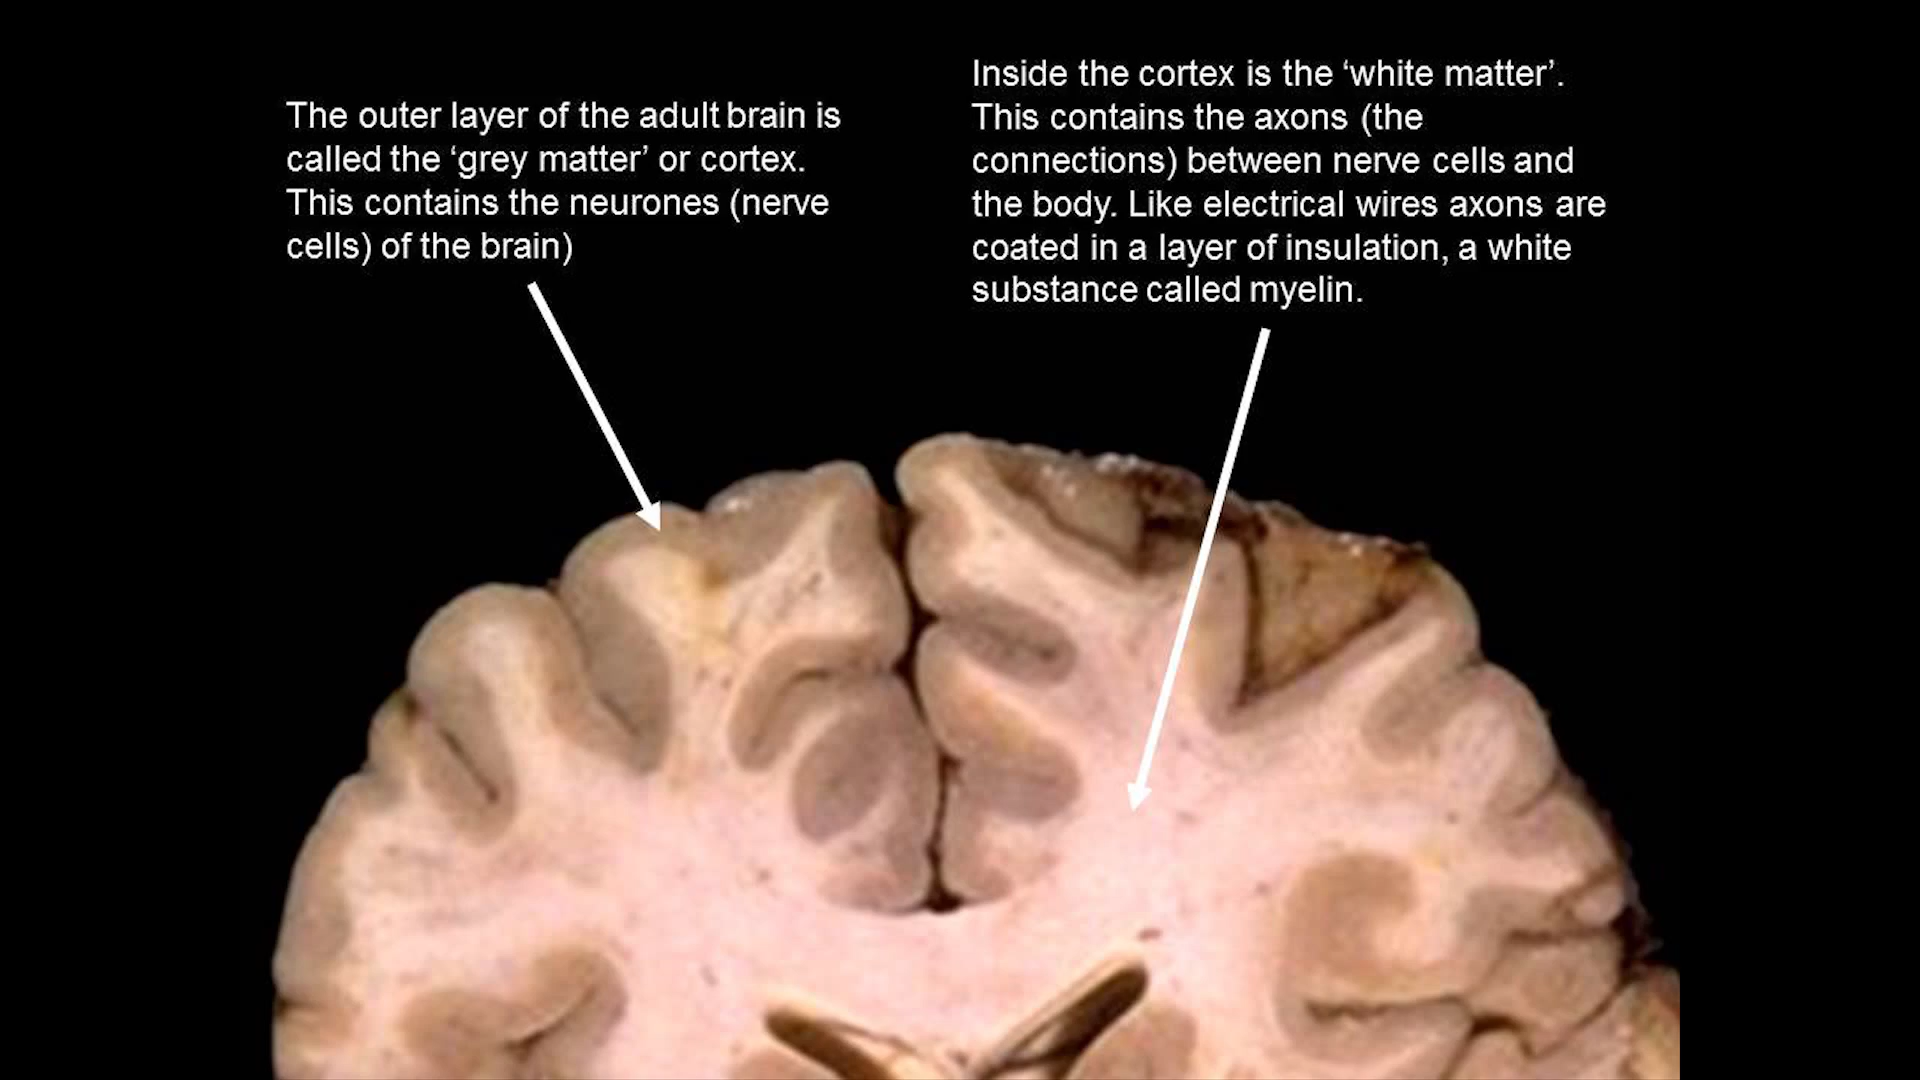 The outer layer of the adult brain is
called the ‘grey matter’ or cortex.
This contains the neurones (nerve
cells) of the brain)
Inside the cortex is the ‘white matter’.
This contains the axons (the
connections) between nerve cells and
the body. Like electrical wires axons are
coated in a layer of insulation, a white
substance called myelin.